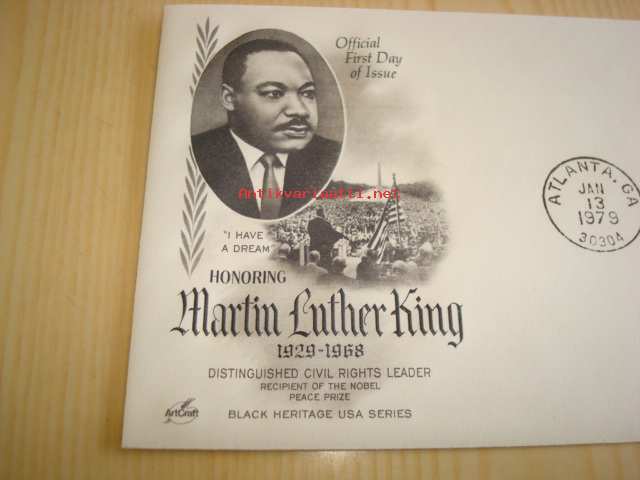 Official
First Day
of Issue
Antikvariaatti.net
"I HAVE
A DREAM"
HONORING
Martin Luther King
1929-1968
DISTINGUISHED CIVIL RIGHTS LEADER
RECIPIENT OF THE NOBEL
PEACE PRIZE
ArtCraft
BLACK HERITAGE USA SERIES
ATLANTA, GA
JAN
13
1979
30304